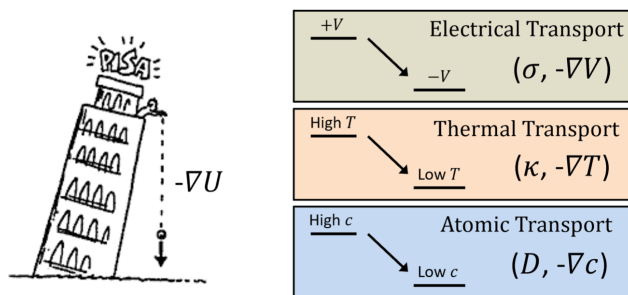 PISA
-∇U
+V
-V
Electrical Transport
(σ, -∇V)
High T
Low T
Thermal Transport
(κ, -∇T)
High c
Low c
Atomic Transport
(D, -∇c)